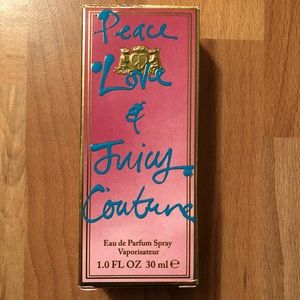 Peace
Love
&
Juicy
Couture
Eau de Parfum Spray
Vaporisateur
1.0 FL OZ 30 ml ℮